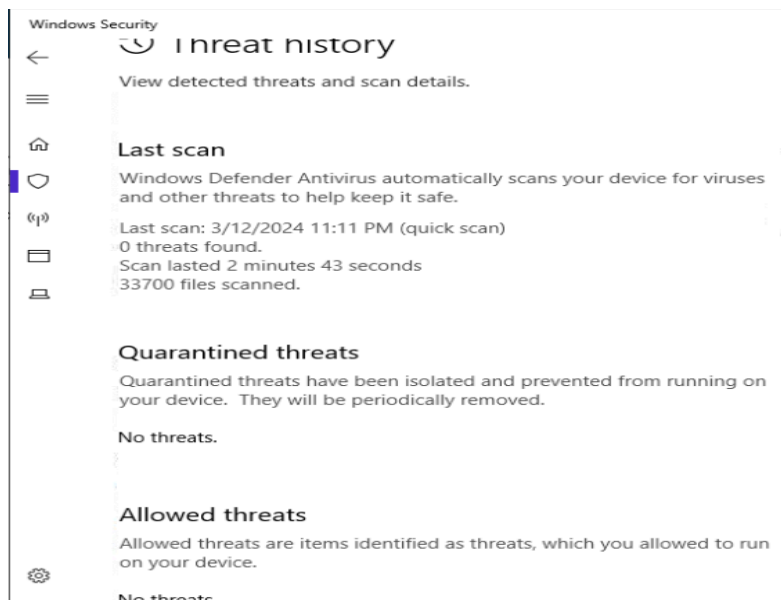 Windows Security
Threat history
View detected threats and scan details.
Last scan
Windows Defender Antivirus automatically scans your device for viruses
and other threats to help keep it safe.
Last scan: 3/12/2024 11:11 PM (quick scan)
0 threats found.
Scan lasted 2 minutes 43 seconds
33700 files scanned.
Quarantined threats
Quarantined threats have been isolated and prevented from running on
your device.  They will be periodically removed.
No threats.
Allowed threats
Allowed threats are items identified as threats, which you allowed to run
on your device.
No threats.